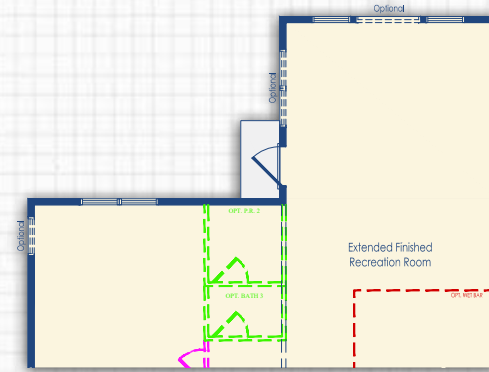 Optional
Optional
Optional
OPT. P.R. 2
OPT. BATH 3
Extended Finished
Recreation Room
OPT. WET BAR